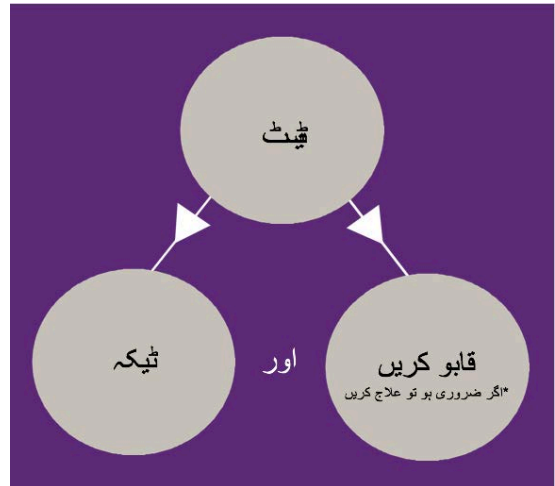 ٹیسٹ
قابو کریں
*اگر ضروری ہو تو علاج کریں
اور
ٹیکہ